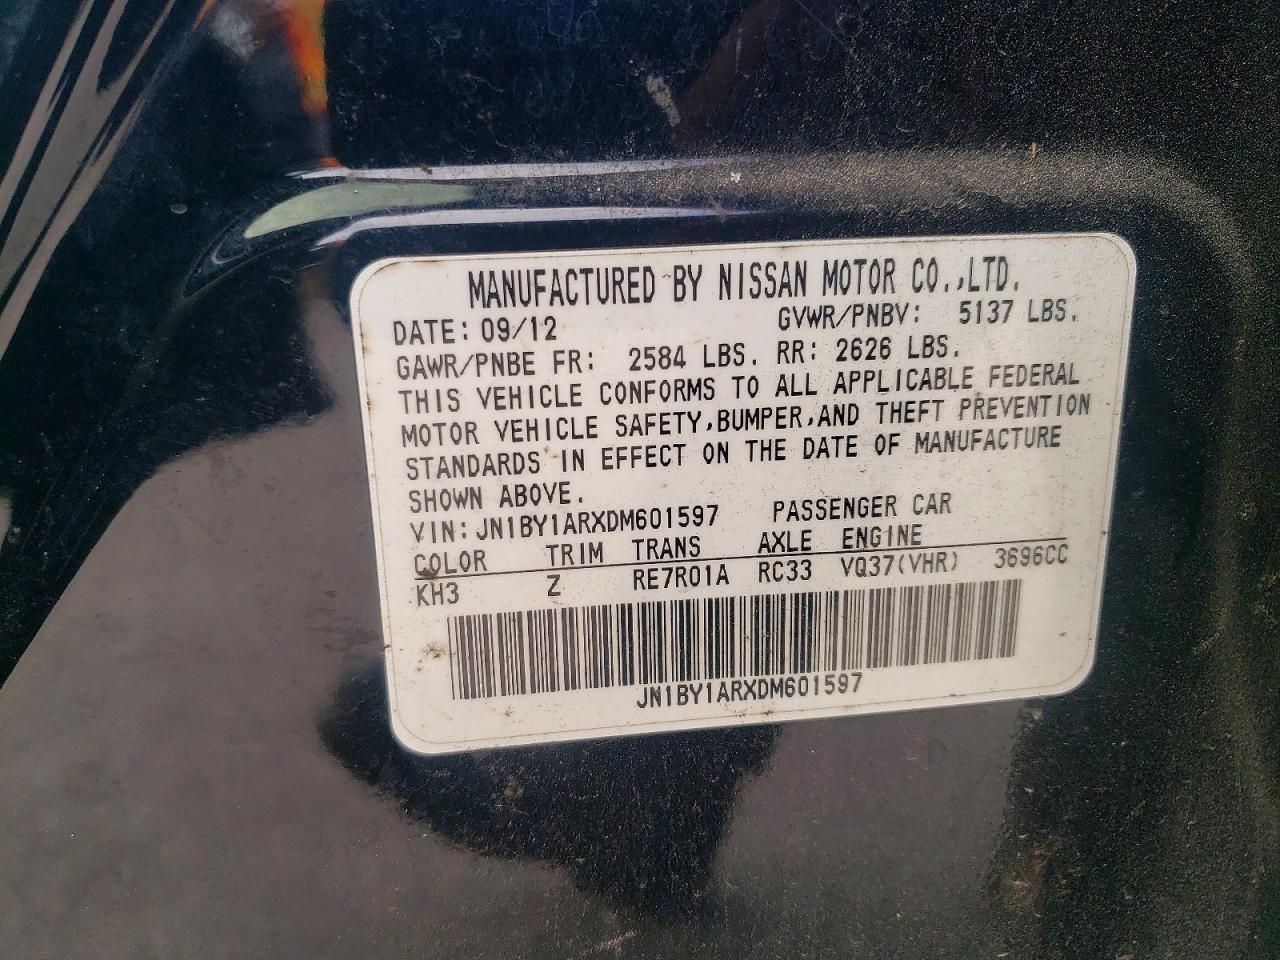 MANUFACTURED BY NISSAN MOTOR CO.,LTD.
DATE: 09/12 GVWR/PNBV: 5137 LBS.
GAWR/PNBE FR: 2584 LBS. RR: 2626 LBS.
THIS VEHICLE CONFORMS TO ALL APPLICABLE FEDERAL
MOTOR VEHICLE SAFETY,BUMPER,AND THEFT PREVENTION
STANDARDS IN EFFECT ON THE DATE OF MANUFACTURE
SHOWN ABOVE.
VIN: JN1BY1ARXDM601597 PASSENGER CAR
COLOR TRIM TRANS AXLE ENGINE
KH3 Z RE7R01A RC33 VQ37(VHR) 3696CC
JN1BY1ARXDM601597